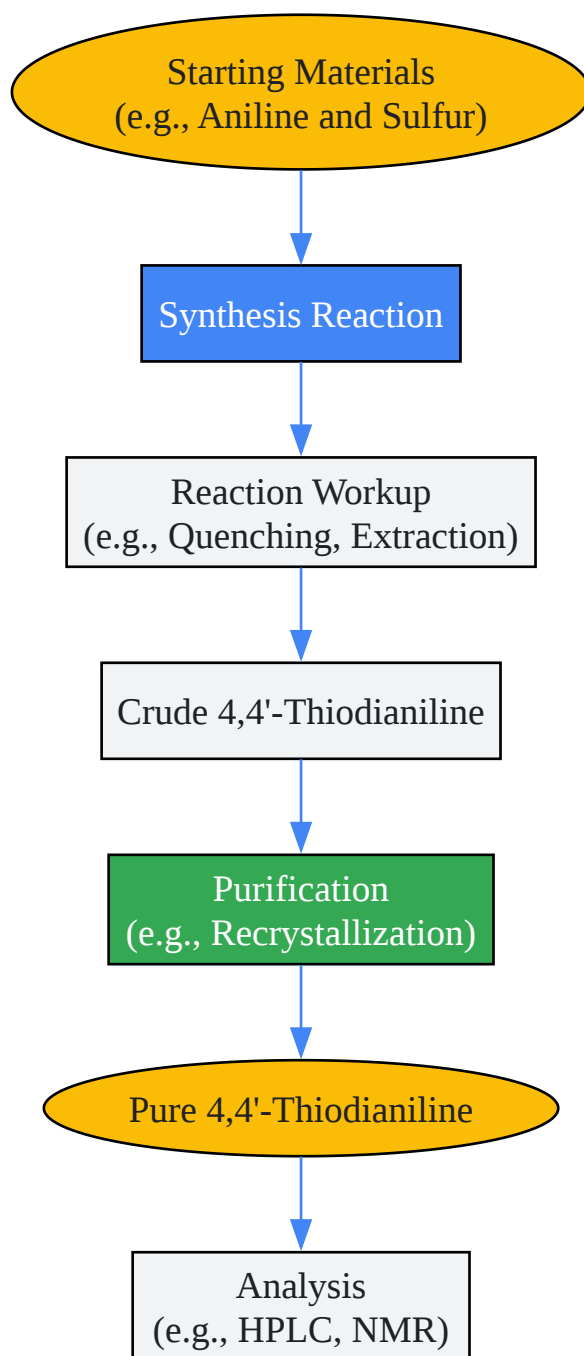 Starting Materials
(e.g., Aniline and Sulfur)
Synthesis Reaction
Reaction Workup
(e.g., Quenching, Extraction)
Crude 4,4'-Thiodianiline
Purification
(e.g., Recrystallization)
Pure 4,4'-Thiodianiline
Analysis
(e.g., HPLC, NMR)